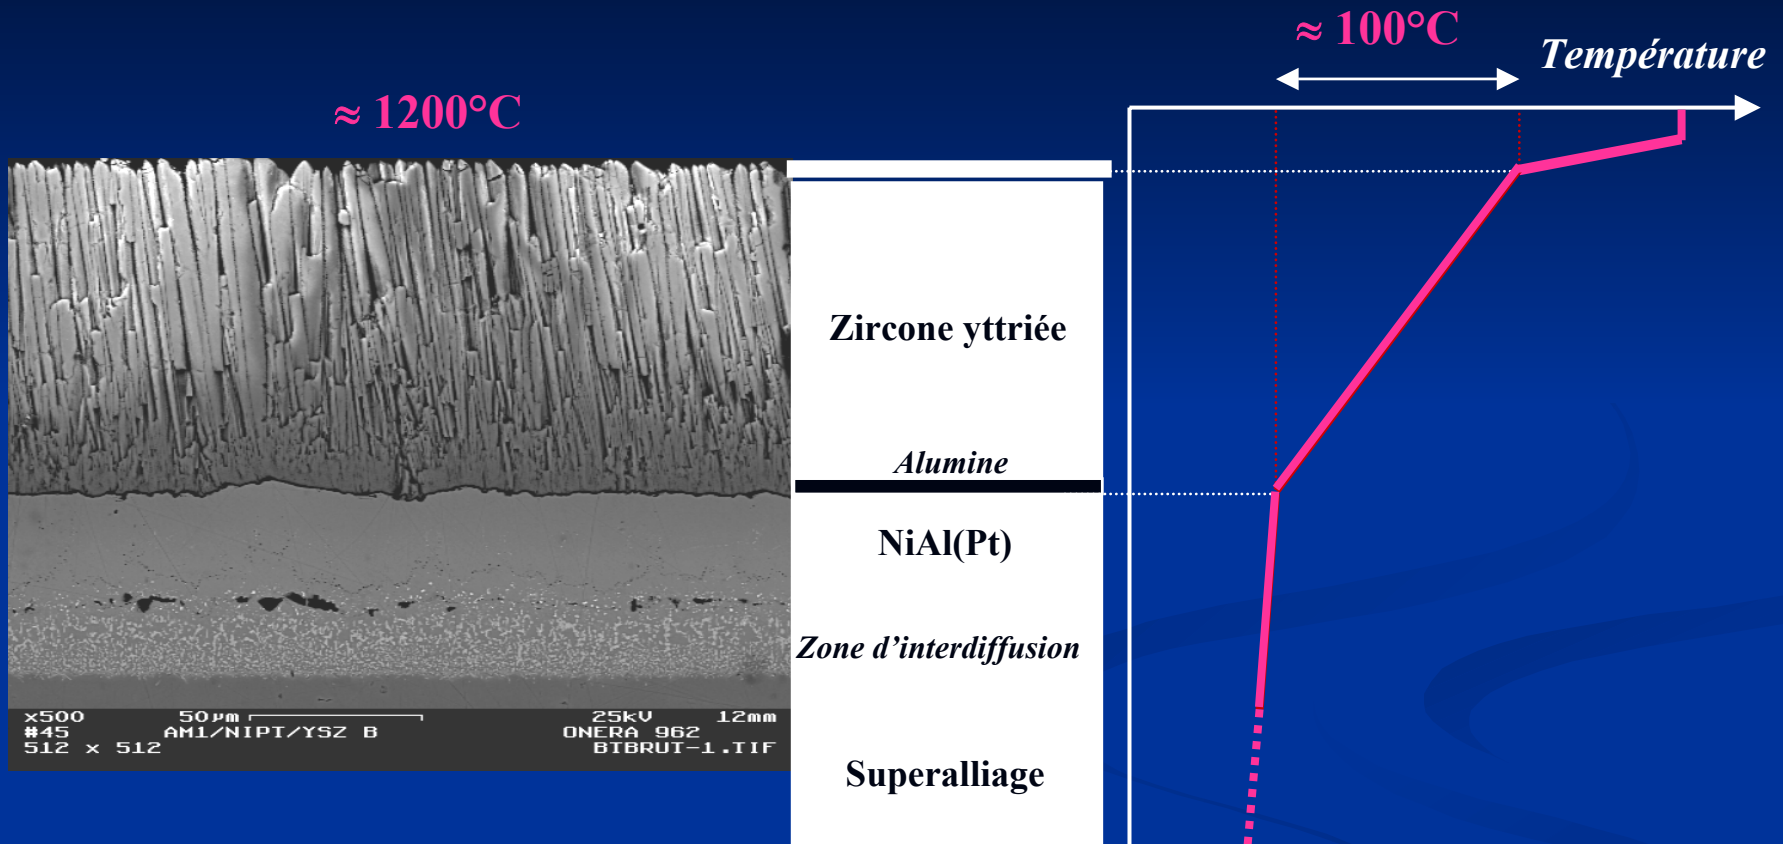 ≈ 100°C
Température
≈ 1200°C
Zircone yttriée
Alumine
NiAl(Pt)
Zone d’interdiffusion
Superalliage
x500 50µm 25kV 12mm
#45 AM1/NIPT/YSZ B ONERA 962
512 x 512 BTBRUT-1.TIF